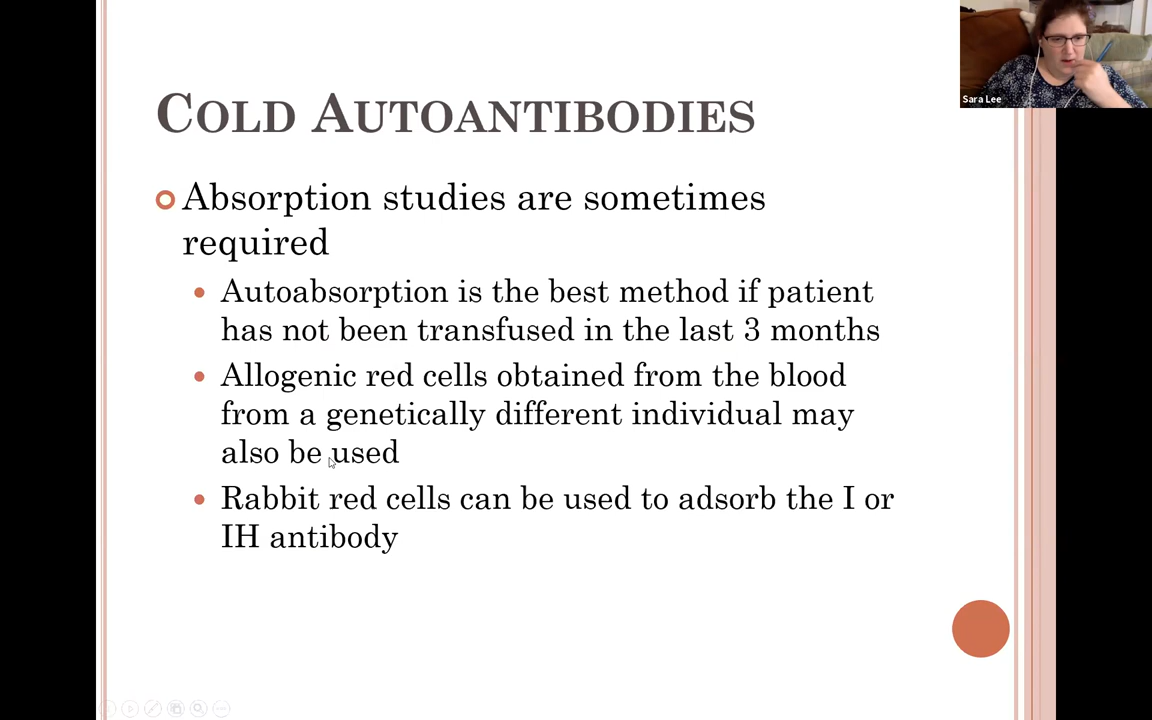 Sara Lee
COLD AUTOANTIBODIES
Absorption studies are sometimes
required
Autoabsorption is the best method if patient
has not been transfused in the last 3 months
Allogenic red cells obtained from the blood
from a genetically different individual may
also be used
Rabbit red cells can be used to adsorb the I or
IH antibody